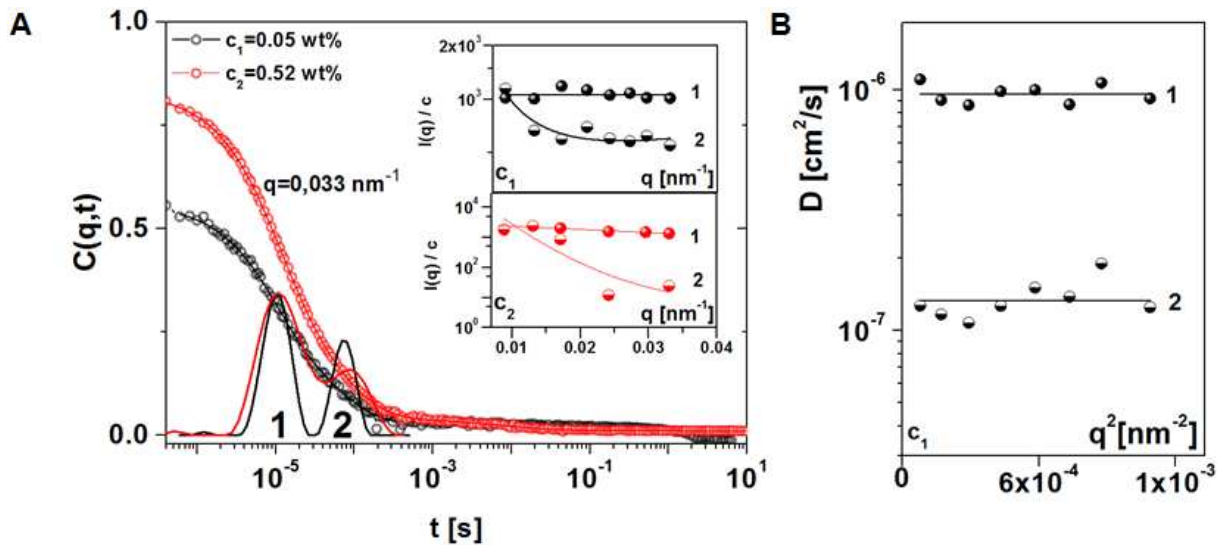 A
B
1.0
0.5
0.0
C(q,t)
c₁=0.05 wt%
c₂=0.52 wt%
q=0,033 nm⁻¹
1
2
10⁻⁵
10⁻³
10⁻¹
10¹
t [s]
2x10³
10³
I(q) / c
1
2
c₁
q [nm⁻¹]
10⁴
10²
10⁰
I(q) / c
1
2
c₂
q [nm⁻¹]
0.01
0.02
0.03
0.04
D [cm²/s]
10⁻⁶
10⁻⁷
1
2
c₁
q²[nm⁻²]
0
6x10⁻⁴
1x10⁻³